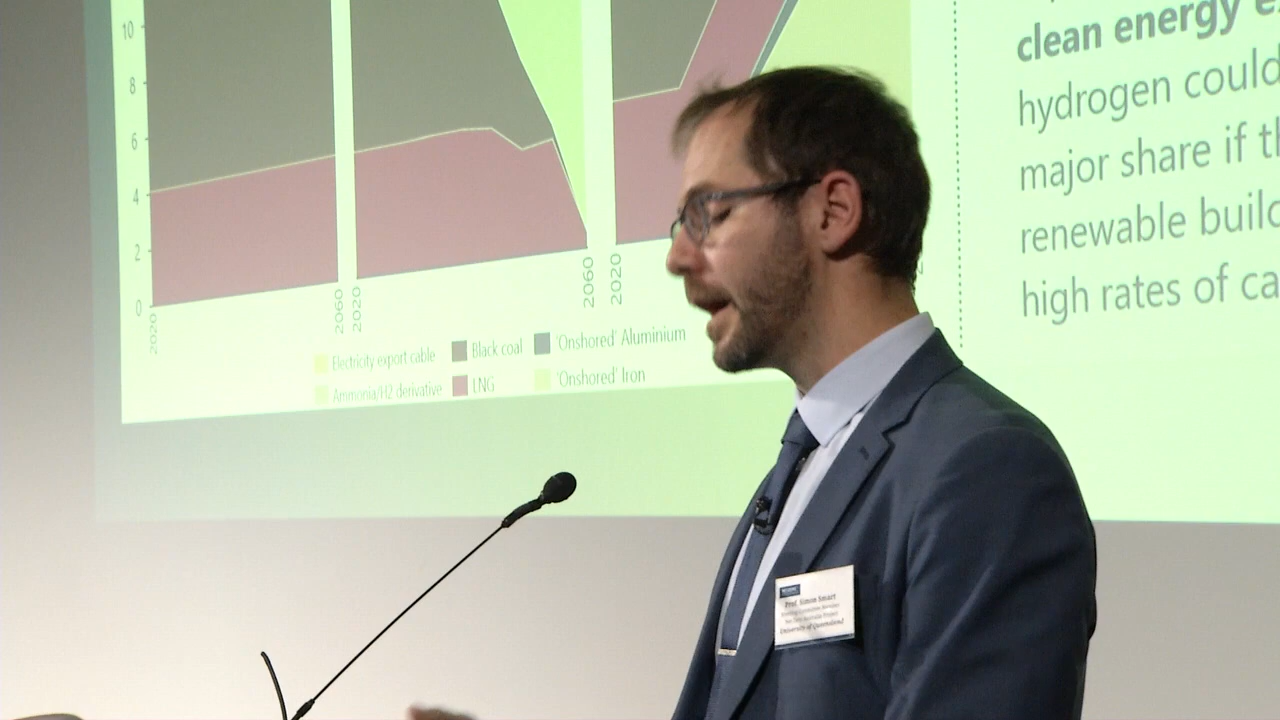 10
8
6
4
2
0
2020
2060
2020
2060
2020
Electricity export cable
Black coal
'Onshored' Aluminium
Ammonia/H2 derivative
LNG
'Onshored' Iron
clean energy
hydrogen could
major share if
renewable
high rates of
Prof. Simon Smart
University of Queensland